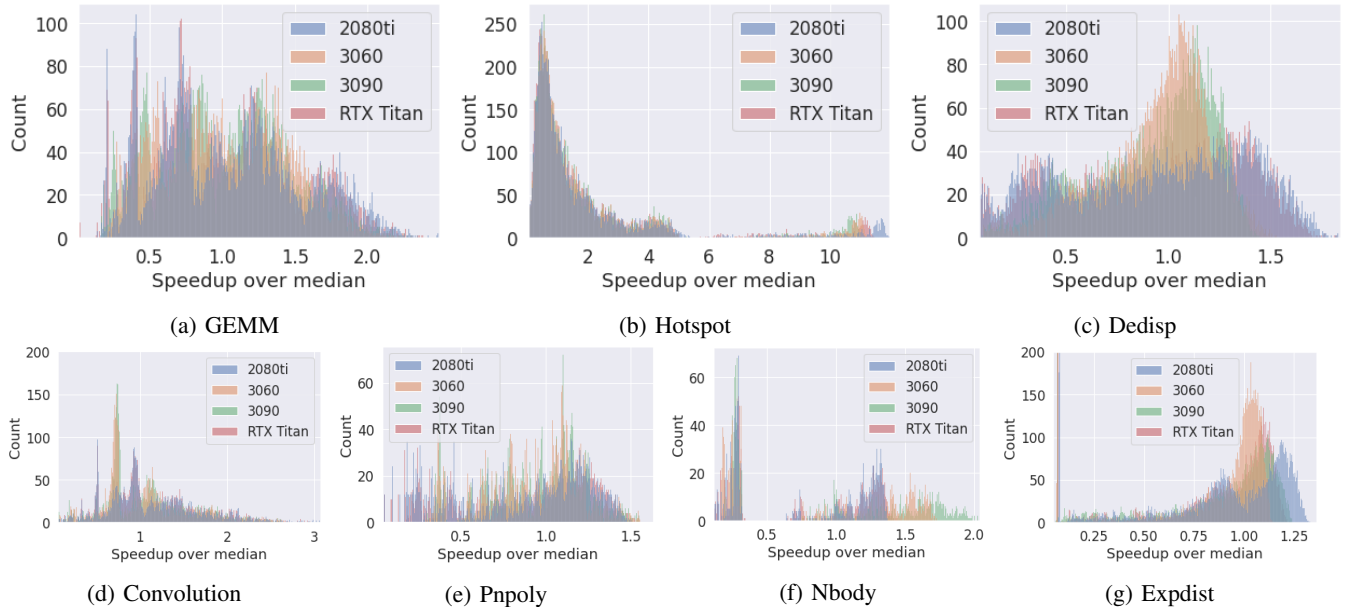 100
80
60
40
20
0
Count
0.5
1.0
1.5
2.0
Speedup over median
2080ti
3060
3090
RTX Titan
(a) GEMM
250
200
150
100
50
0
Count
2
4
6
8
10
Speedup over median
2080ti
3060
3090
RTX Titan
(b) Hotspot
100
80
60
40
20
0
Count
0.5
1.0
1.5
Speedup over median
2080ti
3060
3090
RTX Titan
(c) Dedisp
200
150
100
50
0
Count
1
2
3
Speedup over median
2080ti
3060
3090
RTX Titan
(d) Convolution
60
40
20
0
Count
0.5
1.0
1.5
Speedup over median
2080ti
3060
3090
RTX Titan
(e) Pnpoly
60
40
20
0
Count
0.5
1.0
1.5
2.0
Speedup over median
2080ti
3060
3090
RTX Titan
(f) Nbody
200
150
100
50
0
Count
0.25
0.50
0.75
1.00
1.25
Speedup over median
2080ti
3060
3090
RTX Titan
(g) Expdist